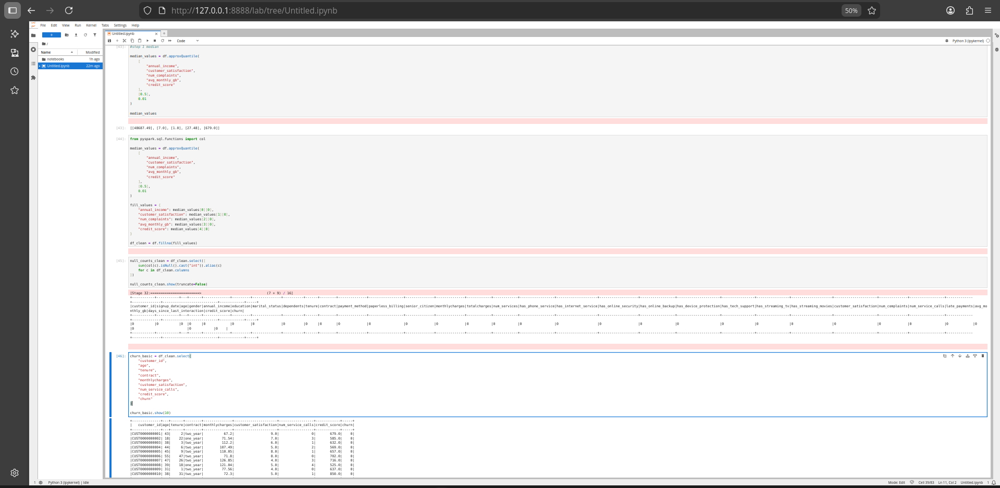 http://127.0.0.1:8888/lab/tree/Untitled.ipynb
50%
File Edit View Run Kernel Tabs Settings Help
+
/
Name Modified
notebooks 1h ago
Untitled.ipynb 22m ago
Untitled.ipynb × +
Code
Python 3 (ipykernel)
[43]: #step 1 median
median_values = df.approxQuantile(
[
"annual_income",
"customer_satisfaction",
"num_complaints",
"avg_monthly_gb",
"credit_score"
],
[0.5],
0.01
)
median_values
[43]: [[48687.49], [7.0], [1.0], [27.48], [679.0]]
[44]: from pyspark.sql.functions import col
median_values = df.approxQuantile(
[
"annual_income",
"customer_satisfaction",
"num_complaints",
"avg_monthly_gb",
"credit_score"
],
[0.5],
0.01
)
fill_values = {
"annual_income": median_values[0][0],
"customer_satisfaction": median_values[1][0],
"num_complaints": median_values[2][0],
"avg_monthly_gb": median_values[3][0],
"credit_score": median_values[4][0]
}
df_clean = df.fillna(fill_values)
[45]: null_counts_clean = df_clean.select([
sum(col(c).isNull().cast("int")).alias(c)
for c in df_clean.columns
])
null_counts_clean.show(truncate=False)
[Stage 32:========================> (7 + 9) / 16]
|customer_id|signup_date|age|gender|annual_income|education|marital_status|dependents|tenure|contract|payment_method|paperless_billing|senior_citizen|monthlycharges|totalcharges|num_services|has_phone_service|has_internet_service|has_online_security|has_online_backup|has_device_protection|has_tech_support|has_streaming_tv|has_streaming_movies|customer_satisfaction|num_complaints|num_service_calls|late_payments|avg_mo
nthly_gb|days_since_last_interaction|credit_score|churn|
|0 |0 |0 |0 |0 |0 |0 |0 |0 |0 |0 |0 |0 |0 |0 |0 |0 |0 |0 |0 |0 |0 |0 |0 |0 |0 |0 |0 |0
|0 |0 |0 |
[46]: churn_basic = df_clean.select(
"customer_id",
"age",
"tenure",
"contract",
"monthlycharges",
"customer_satisfaction",
"num_service_calls",
"credit_score",
"churn"
)
churn_basic.show(10)
+-------------+---+------+--------+--------------+---------------------+-----------------+------------+-----+
| customer_id|age|tenure|contract|monthlycharges|customer_satisfaction|num_service_calls|credit_score|churn|
+-------------+---+------+--------+--------------+---------------------+-----------------+------------+-----+
|CUST0000000001| 43| 2|two_year| 67.2| 9.0| 0| 679.0| 0|
|CUST0000000002| 18| 22|one_year| 71.54| 7.0| 3| 585.0| 0|
|CUST0000000003| 38| 3|two_year| 112.2| 6.0| 1| 632.0| 0|
|CUST0000000004| 44| 6|two_year| 107.49| 5.0| 2| 569.0| 0|
|CUST0000000005| 45| 9|two_year| 110.05| 8.0| 1| 657.0| 0|
|CUST0000000006| 55| 47|two_year| 71.8| 8.0| 0| 702.0| 0|
|CUST0000000007| 47| 26|two_year| 126.85| 4.0| 3| 716.0| 0|
|CUST0000000008| 39| 18|one_year| 121.04| 5.0| 4| 525.0| 0|
|CUST0000000009| 31| 1|two_year| 77.56| 4.0| 0| 637.0| 0|
|CUST0000000010| 38| 31|two_year| 72.3| 5.0| 1| 850.0| 0|
1 Python 3 (ipykernel) | Idle
Mode: Edit Cell 39/83 Ln 11, Col 2 Untitled.ipynb 1